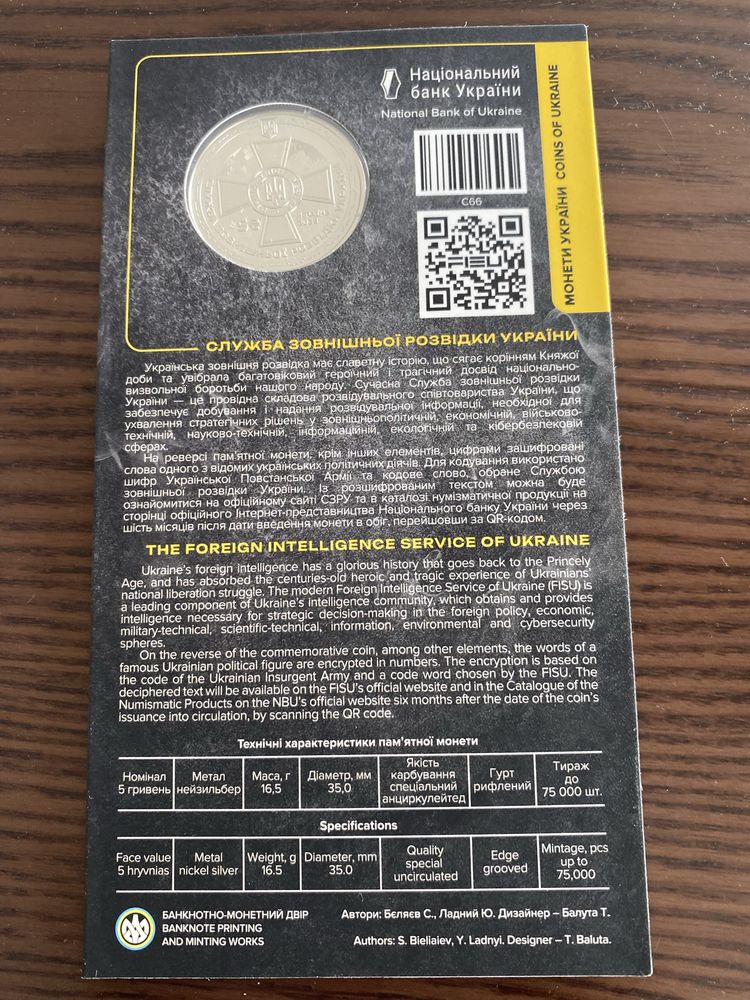 Національний
банк України
National Bank of Ukraine
C66
FISU
МОНЕТИ УКРАЇНИ COINS OF UKRAINE
СЛУЖБА ЗОВНІШНЬОЇ РОЗВІДКИ УКРАЇНИ
Українська зовнішня розвідка має славетну історію, що сягає корінням Княжої
доби та увібрала багатовіковий героїчний і трагічний досвід національно-
визвольної боротьби нашого народу. Сучасна Служба зовнішньої розвідки
України — це провідна складова розвідувального співтовариства України, що
забезпечує добування і надання розвідувальної інформації, необхідної для
ухвалення стратегічних рішень у зовнішньополітичній, економічній, військово-
технічній, науково-технічній, інформаційній, екологічній та кібербезпековій
сферах.
На реверсі пам'ятної монети, крім інших елементів, цифрами зашифровані
слова одного з відомих українських політичних діячів. Для кодування використано
шифр Української Повстанської Армії та кодове слово, обране Службою
зовнішньої розвідки України. Із розшифрованим текстом можна буде
ознайомитися на офіційному сайті СЗРУ та в каталозі нумізматичної продукції на
сторінці офіційного Інтернет-представництва Національного банку України через
шість місяців після дати введення монети в обіг, перейшовши за QR-кодом.
THE FOREIGN INTELLIGENCE SERVICE OF UKRAINE
Ukraine's foreign intelligence has a glorious history that goes back to the Princely
Age, and has absorbed the centuries-old heroic and tragic experience of Ukrainians'
national liberation struggle. The modern Foreign Intelligence Service of Ukraine (FISU) is
a leading component of Ukraine's intelligence community, which obtains and provides
intelligence necessary for strategic decision-making in the foreign policy, economic,
military-technical, scientific-technical, information, environmental and cybersecurity
spheres.
On the reverse of the commemorative coin, among other elements, the words of a
famous Ukrainian political figure are encrypted in numbers. The encryption is based on
the code of the Ukrainian Insurgent Army and a code word chosen by the FISU. The
deciphered text will be available on the FISU's official website and in the Catalogue of the
Numismatic Products on the NBU's official website six months after the date of the coin's
issuance into circulation, by scanning the QR code.
Технічні характеристики пам'ятної монети
Номінал
5 гривень
Метал
нейзильбер
Маса, г
16,5
Діаметр, мм
35,0
Якість
карбування
спеціальний
анциркулейтед
Гурт
рифлений
Тираж
до
75 000 шт.
Specifications
Face value
5 hryvnias
Metal
nickel silver
Weight, g
16.5
Diameter, mm
35.0
Quality
special
uncirculated
Edge
grooved
Mintage, pcs
up to
75,000
БАНКНОТНО-МОНЕТНИЙ ДВІР
BANKNOTE PRINTING
AND MINTING WORKS
Автори: Бєляєв С., Ладний Ю. Дизайнер – Балута Т.
Authors: S. Bieliaiev, Y. Ladnyi. Designer – T. Baluta.